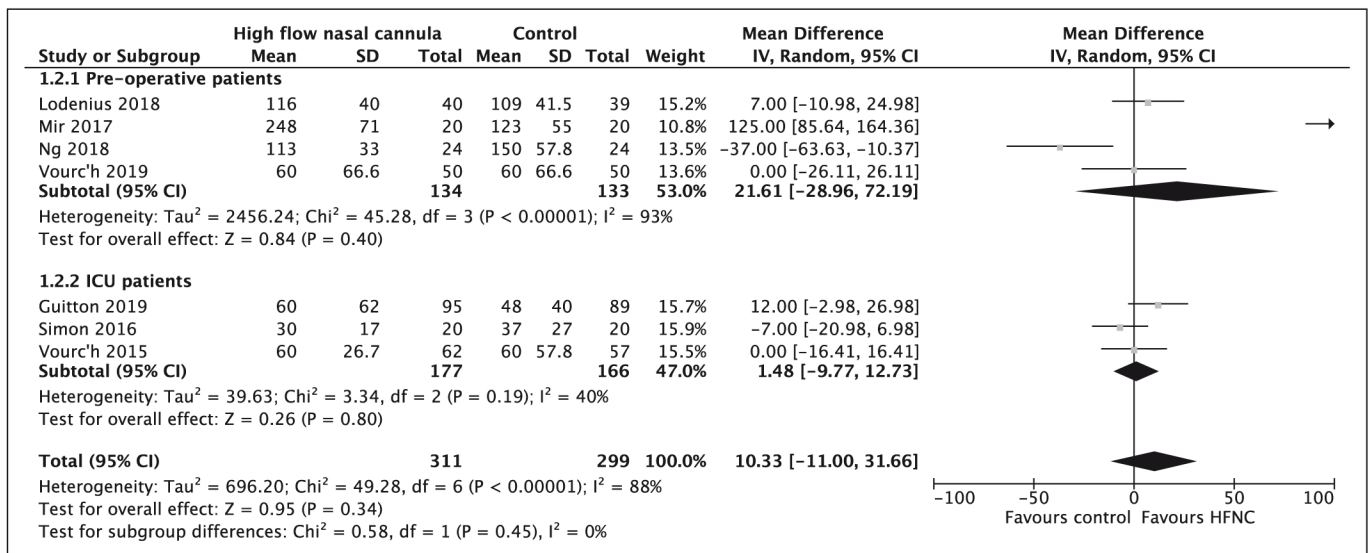 High flow nasal cannula Control Mean Difference Mean Difference
Study or Subgroup Mean SD Total Mean SD Total Weight IV, Random, 95% CI IV, Random, 95% CI
1.2.1 Pre-operative patients
Lodenius 2018 116 40 40 109 41.5 39 15.2% 7.00 [-10.98, 24.98]
Mir 2017 248 71 20 123 55 20 10.8% 125.00 [85.64, 164.36]
Ng 2018 113 33 24 150 57.8 24 13.5% -37.00 [-63.63, -10.37]
Vourc'h 2019 60 66.6 50 60 66.6 50 13.6% 0.00 [-26.11, 26.11]
Subtotal (95% CI) 134 133 53.0% 21.61 [-28.96, 72.19]
Heterogeneity: Tau² = 2456.24; Chi² = 45.28, df = 3 (P < 0.00001); I² = 93%
Test for overall effect: Z = 0.84 (P = 0.40)
1.2.2 ICU patients
Guitton 2019 60 62 95 48 40 89 15.7% 12.00 [-2.98, 26.98]
Simon 2016 30 17 20 37 27 20 15.9% -7.00 [-20.98, 6.98]
Vourc'h 2015 60 26.7 62 60 57.8 57 15.5% 0.00 [-16.41, 16.41]
Subtotal (95% CI) 177 166 47.0% 1.48 [-9.77, 12.73]
Heterogeneity: Tau² = 39.63; Chi² = 3.34, df = 2 (P = 0.19); I² = 40%
Test for overall effect: Z = 0.26 (P = 0.80)
Total (95% CI) 311 299 100.0% 10.33 [-11.00, 31.66]
Heterogeneity: Tau² = 696.20; Chi² = 49.28, df = 6 (P < 0.00001); I² = 88%
Test for overall effect: Z = 0.95 (P = 0.34)
Test for subgroup differences: Chi² = 0.58, df = 1 (P = 0.45), I² = 0%
-100 -50 0 50 100
Favours control Favours HFNC